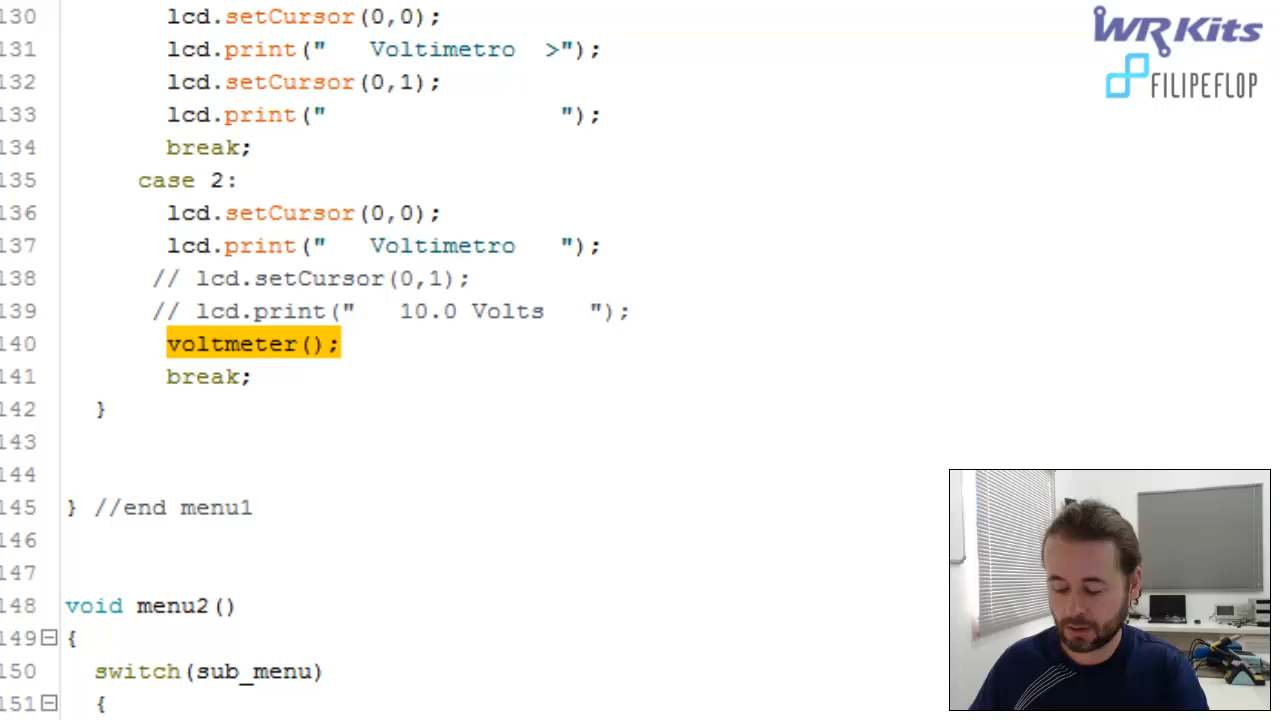 130 lcd.setCursor(0,0);
131 lcd.print("   Voltimetro  >");
132 lcd.setCursor(0,1);
133 lcd.print("                ");
134 break;
135 case 2:
136 lcd.setCursor(0,0);
137 lcd.print("   Voltimetro   ");
138 // lcd.setCursor(0,1);
139 // lcd.print("   10.0 Volts   ");
140 voltmeter();
141 break;
142 }
143
144
145 } //end menu1
146
147
148 void menu2()
149 {
150 switch(sub_menu)
151 {
WRKits
FILIPEFLOP